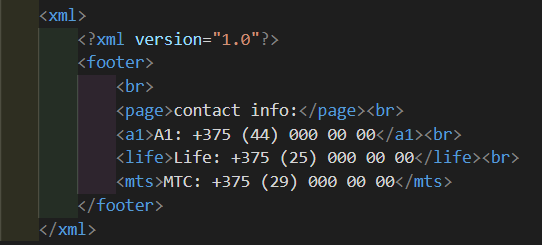 <xml>
<?xml version="1.0"?>
<footer>
<br>
<page>contact info:</page><br>
<a1>A1: +375 (44) 000 00 00</a1><br>
<life>Life: +375 (25) 000 00 00</life><br>
<mts>MTC: +375 (29) 000 00 00</mts>
</footer>
</xml>